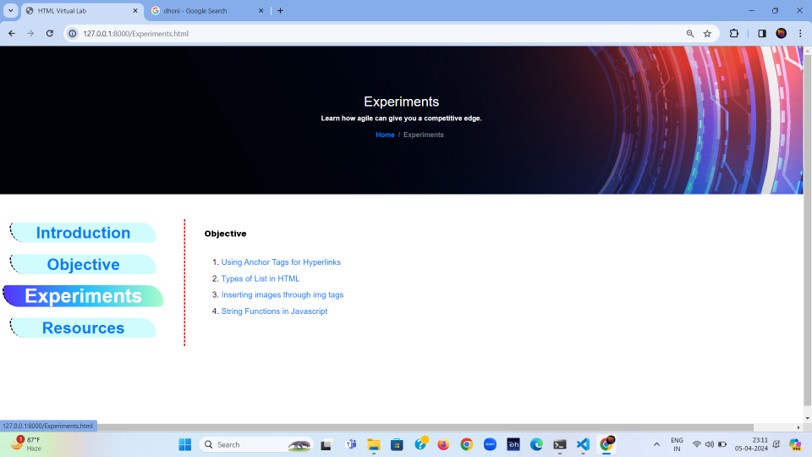 HTML Virtual Lab
dhoni - Google Search
127.0.0.1:8000/Experiments.html
Experiments
Learn how agile can give you a competitive edge.
Home / Experiments
Introduction
Objective
Experiments
Resources
Objective
1. Using Anchor Tags for Hyperlinks
2. Types of List in HTML
3. Inserting images through img tags
4. String Functions in Javascript
127.0.0.1:8000/Experiments.html
1
87°F
Haze
Search
ENG
IN
23:11
05-04-2024